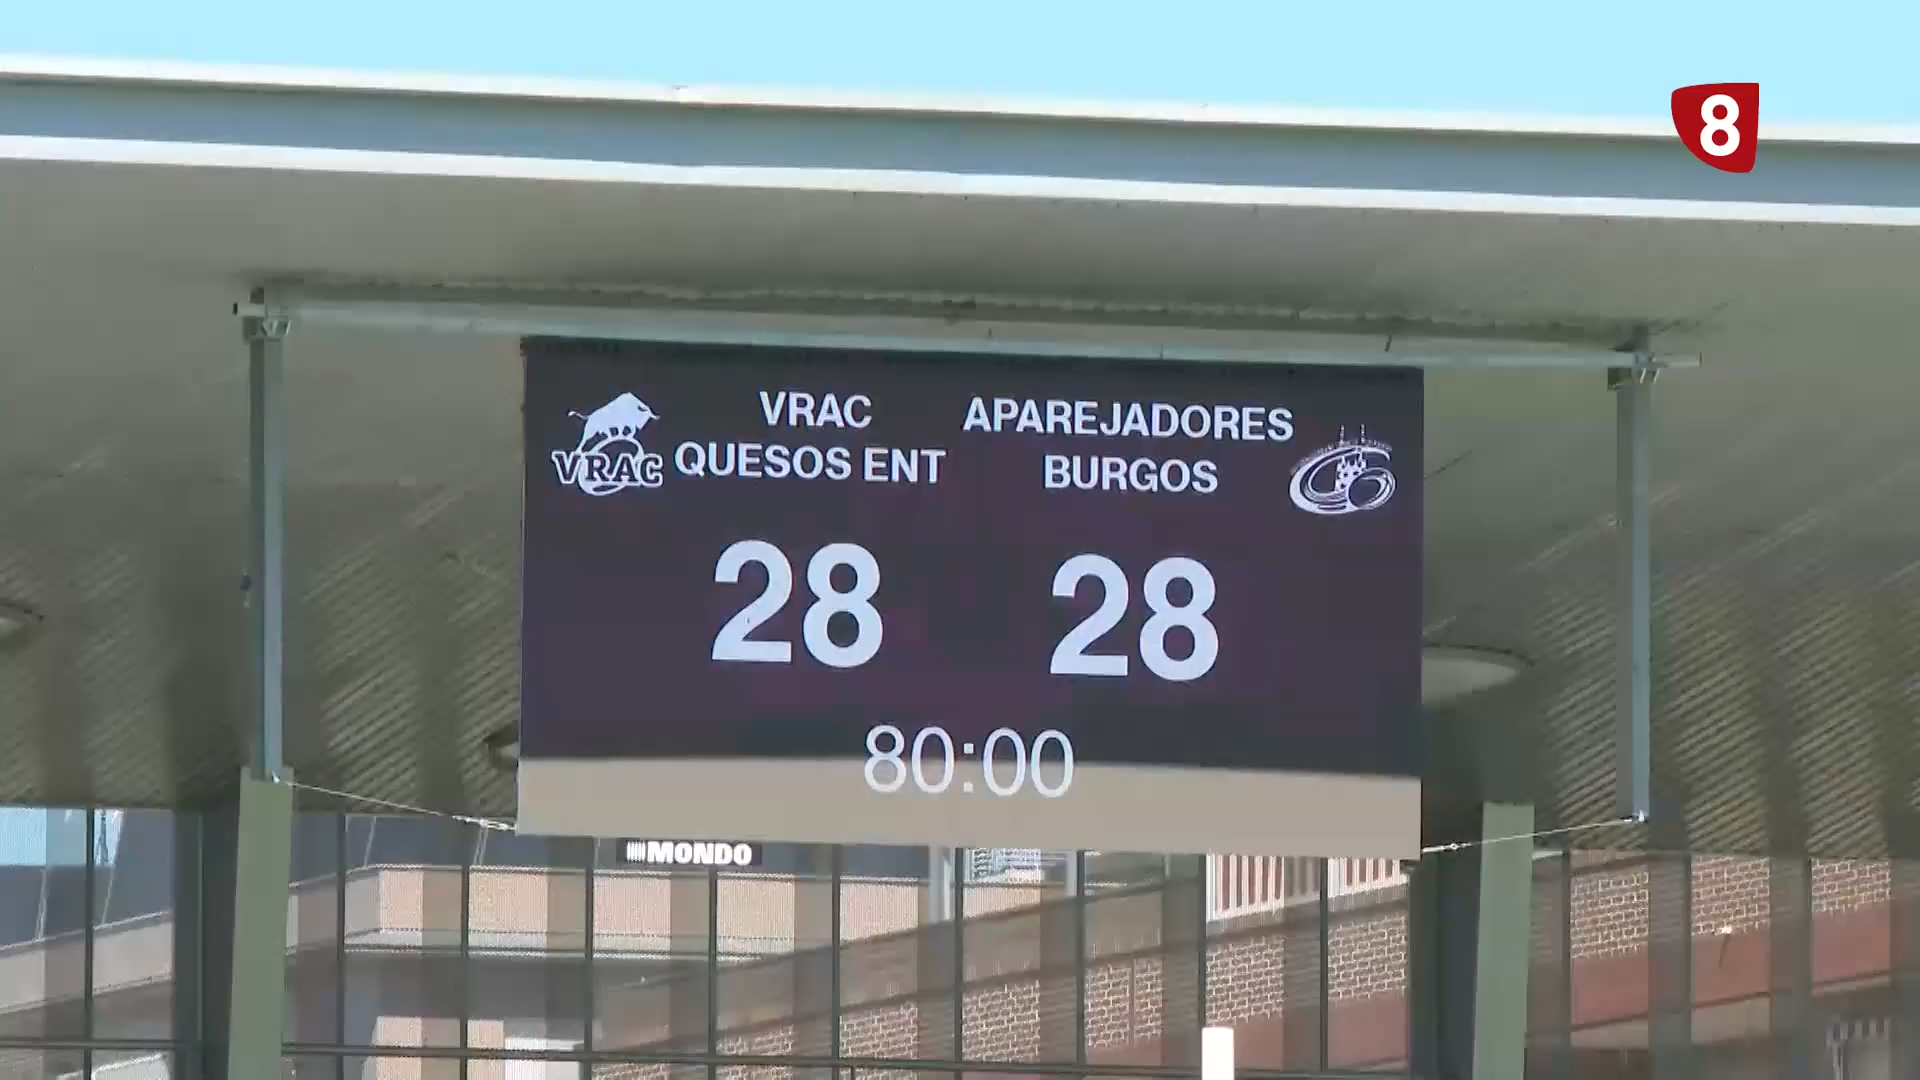 8
VRAC
QUESOS ENT
APAREJADORES
BURGOS
VRAC
28
28
80:00
MONDO